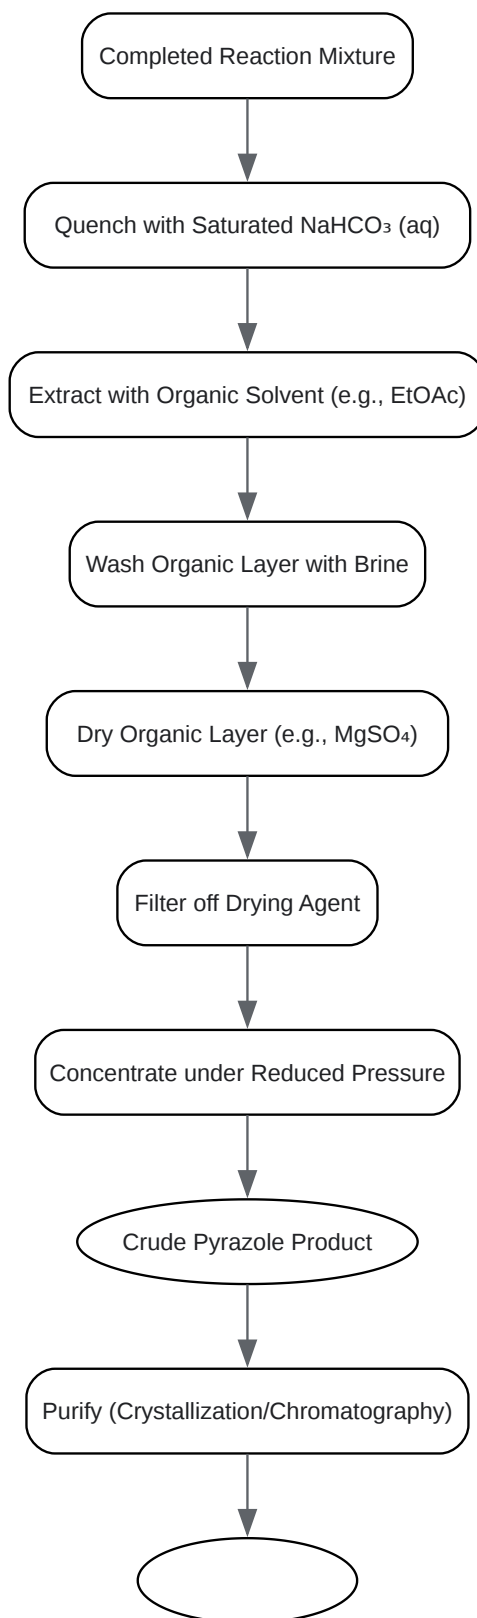 Completed Reaction Mixture
Quench with Saturated NaHCO₃ (aq)
Extract with Organic Solvent (e.g., EtOAc)
Wash Organic Layer with Brine
Dry Organic Layer (e.g., MgSO₄)
Filter off Drying Agent
Concentrate under Reduced Pressure
Crude Pyrazole Product
Purify (Crystallization/Chromatography)